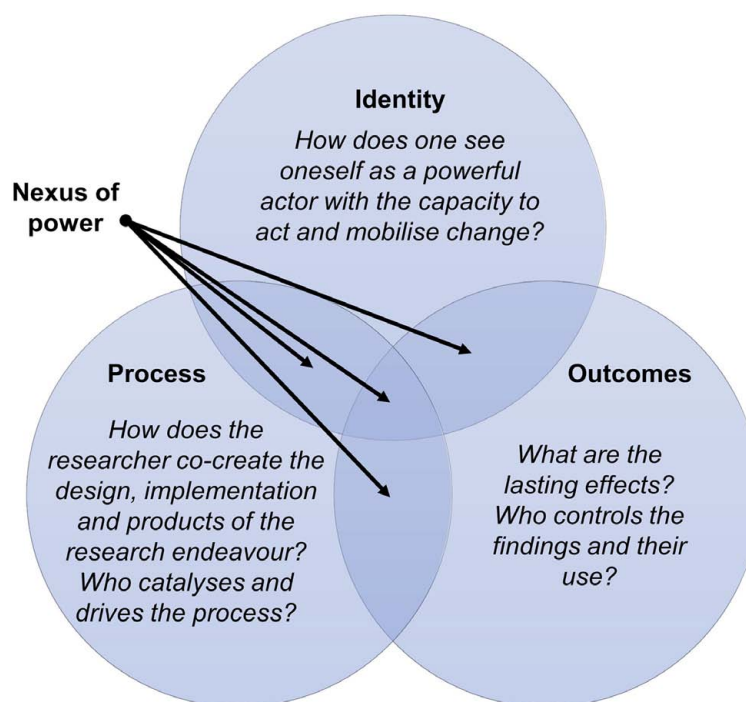 Identity
How does one see
oneself as a powerful
actor with the capacity to
act and mobilise change?
Nexus of
power
Process
How does the
researcher co-create the
design, implementation
and products of the
research endeavour?
Who catalyses and
drives the process?
Outcomes
What are the
lasting effects?
Who controls the
findings and their
use?